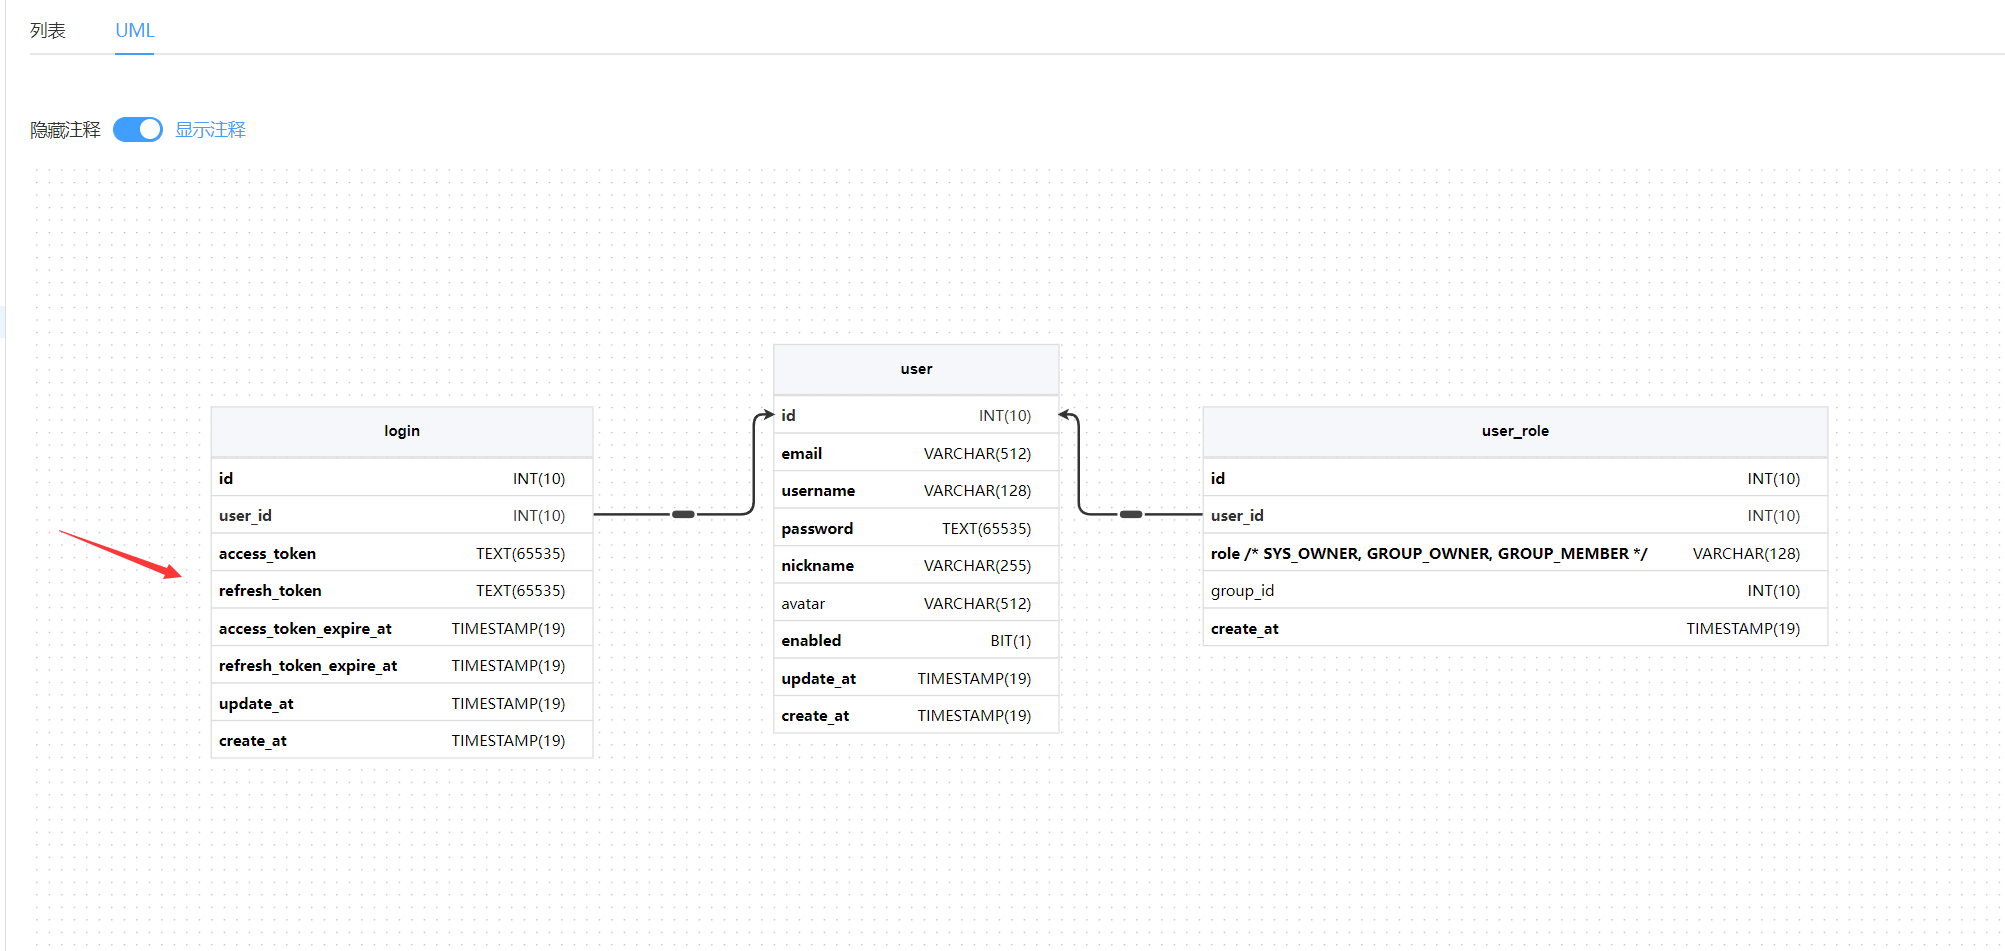 列表
UML
隐藏注释
显示注释
login
id INT(10)
user_id INT(10)
access_token TEXT(65535)
refresh_token TEXT(65535)
access_token_expire_at TIMESTAMP(19)
refresh_token_expire_at TIMESTAMP(19)
update_at TIMESTAMP(19)
create_at TIMESTAMP(19)
user
id INT(10)
email VARCHAR(512)
username VARCHAR(128)
password TEXT(65535)
nickname VARCHAR(255)
avatar VARCHAR(512)
enabled BIT(1)
update_at TIMESTAMP(19)
create_at TIMESTAMP(19)
user_role
id INT(10)
user_id INT(10)
role /* SYS_OWNER, GROUP_OWNER, GROUP_MEMBER */ VARCHAR(128)
group_id INT(10)
create_at TIMESTAMP(19)